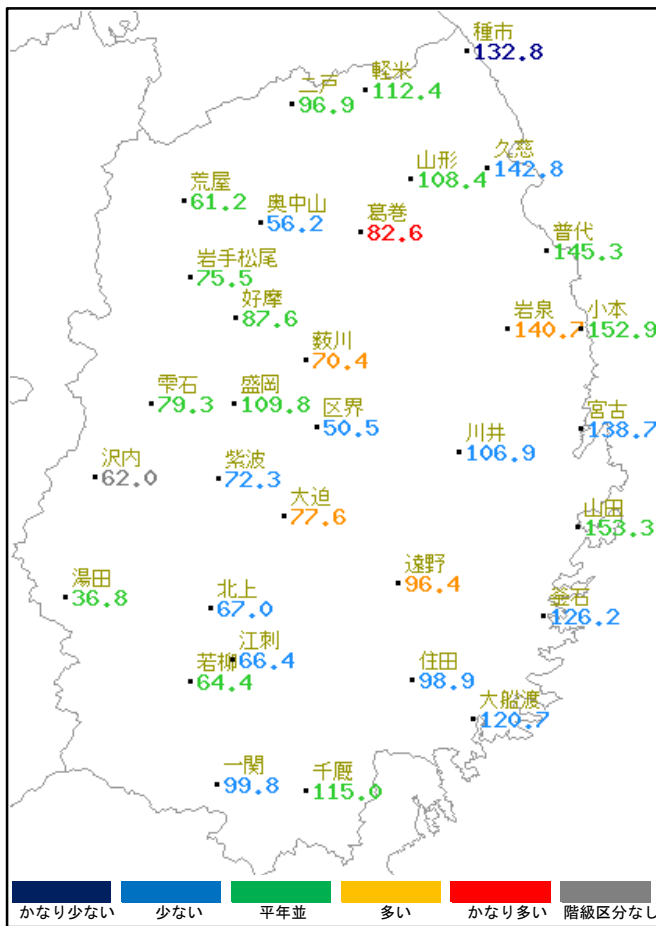 種市
132.8
軽米
112.4
二戸
96.9
久慈
142.8
山形
108.4
荒屋
61.2
奥中山
56.2
葛巻
82.6
普代
145.3
岩手松尾
75.5
好摩
87.6
岩泉
140.7
小本
152.9
薮川
70.4
雫石
79.3
盛岡
109.8
区界
50.5
宮古
138.7
川井
106.9
沢内
62.0
紫波
72.3
大迫
77.6
山田
153.3
遠野
96.4
湯田
36.8
北上
67.0
釜石
126.2
江刺
66.4
若柳
64.4
住田
98.9
大船渡
120.7
一関
99.8
千厩
115.0
かなり少ない
少ない
平年並
多い
かなり多い
階級区分なし